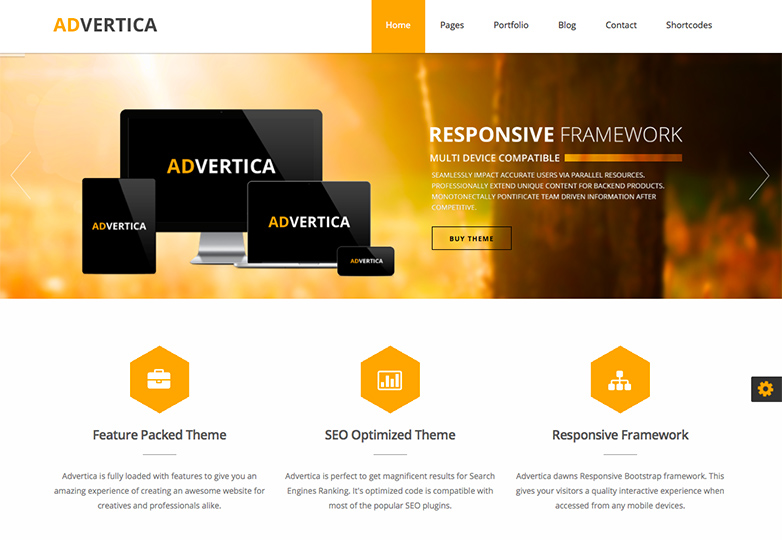 ADVERTICA
Home Pages Portfolio Blog Contact Shortcodes
RESPONSIVE FRAMEWORK
MULTI DEVICE COMPATIBLE
SEAMLESSLY IMPACT ACCURATE USERS VIA PARALLEL RESOURCES.
PROFESSIONALLY EXTEND UNIQUE CONTENT FOR BACKEND PRODUCTS.
MONOTONECTALLY PONTIFICATE TEAM DRIVEN INFORMATION AFTER
COMPETITIVE.
BUY THEME
ADVERTICA
ADVERTICA
ADVERTICA
ADVERTICA
Feature Packed Theme
Advertica is fully loaded with features to give you an
amazing experience of creating an awesome website for
creatives and professionals alike.
SEO Optimized Theme
Advertica is perfect to get magnificent results for Search
Engines Ranking. It's optimized code is compatible with
most of the popular SEO plugins.
Responsive Framework
Advertica dawns Responsive Bootstrap framework. This
gives your visitors a quality interactive experience when
accessed from any mobile devices.